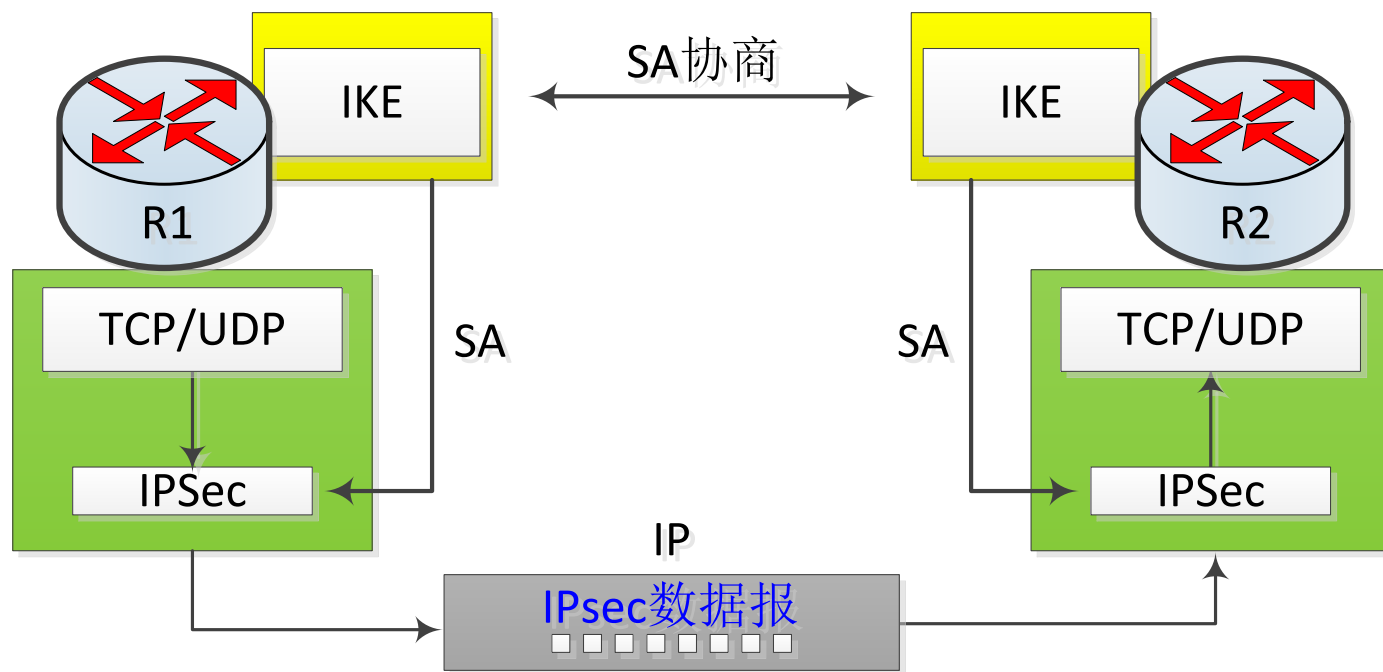 SA协商
IKE
IKE
R1
R2
TCP/UDP
SA
SA
TCP/UDP
IPSec
IPSec
IP
IPsec数据报